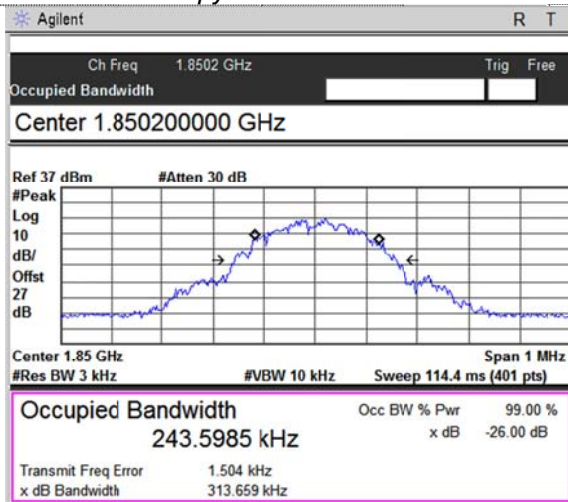 Agilent R T
Ch Freq 1.8502 GHz Trig Free
Occupied Bandwidth
Center 1.850200000 GHz
Ref 37 dBm #Atten 30 dB
#Peak
Log
10
dB/
Offst
27
dB
Center 1.85 GHz Span 1 MHz
#Res BW 3 kHz #VBW 10 kHz Sweep 114.4 ms (401 pts)
Occupied Bandwidth Occ BW % Pwr 99.00 %
243.5985 kHz x dB -26.00 dB
Transmit Freq Error 1.504 kHz
x dB Bandwidth 313.659 kHz